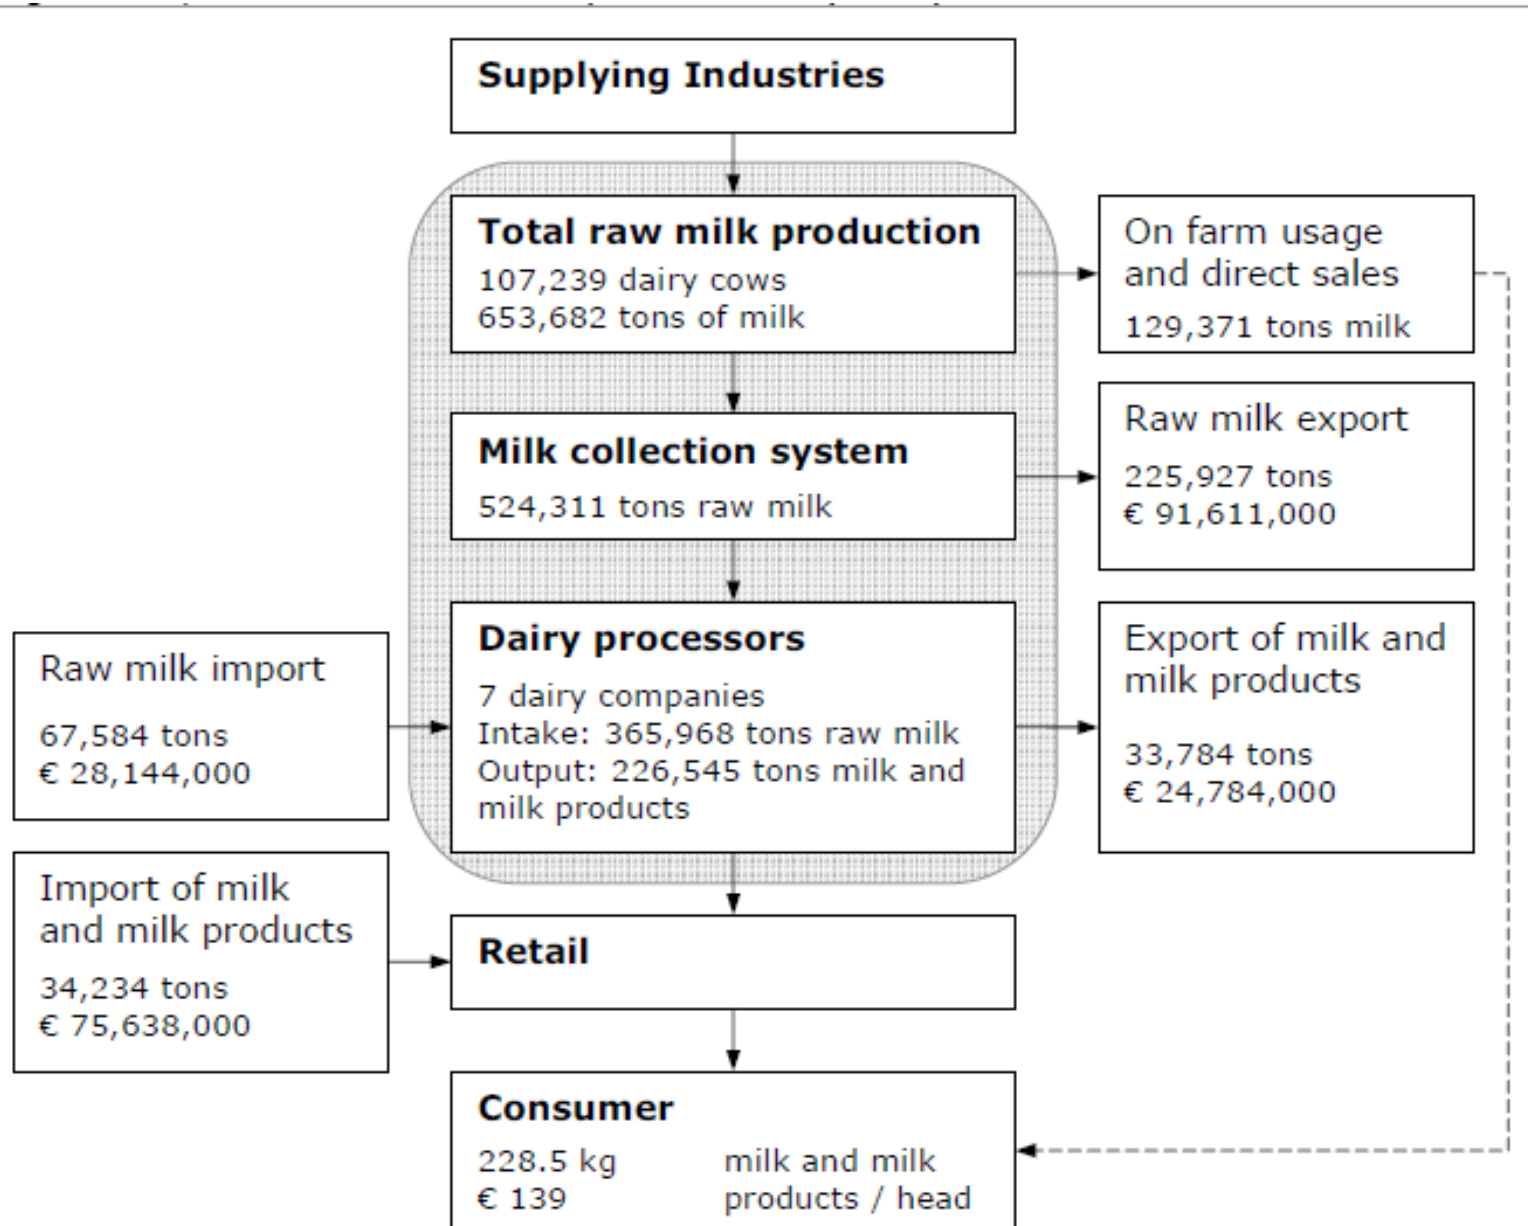 Supplying Industries
Total raw milk production
107,239 dairy cows
653,682 tons of milk
On farm usage
and direct sales
129,371 tons milk
Milk collection system
524,311 tons raw milk
Raw milk export
225,927 tons
€ 91,611,000
Raw milk import
67,584 tons
€ 28,144,000
Dairy processors
7 dairy companies
Intake: 365,968 tons raw milk
Output: 226,545 tons milk and
milk products
Export of milk and
milk products
33,784 tons
€ 24,784,000
Import of milk
and milk products
34,234 tons
€ 75,638,000
Retail
Consumer
228.5 kg milk and milk
€ 139 products / head